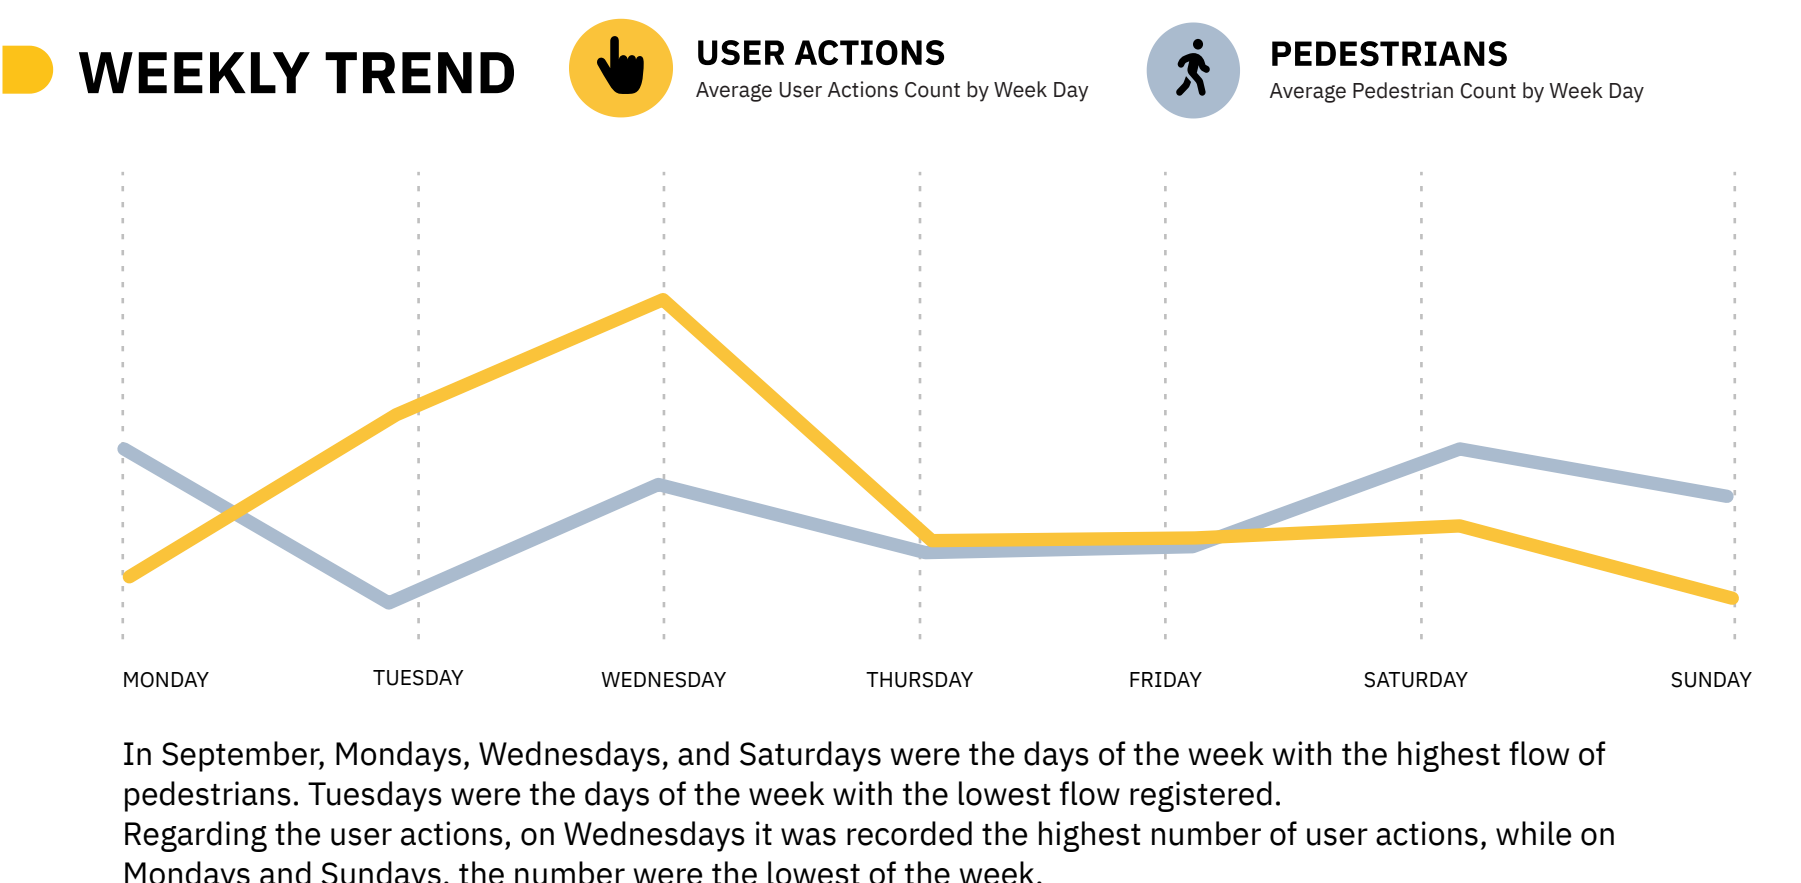 WEEKLY TREND
USER ACTIONS
Average User Actions Count by Week Day
PEDESTRIANS
Average Pedestrian Count by Week Day
MONDAY
TUESDAY
WEDNESDAY
THURSDAY
FRIDAY
SATURDAY
SUNDAY
In September, Mondays, Wednesdays, and Saturdays were the days of the week with the highest flow of
pedestrians. Tuesdays were the days of the week with the lowest flow registered.
Regarding the user actions, on Wednesdays it was recorded the highest number of user actions, while on
Mondays and Sundays, the number were the lowest of the week.